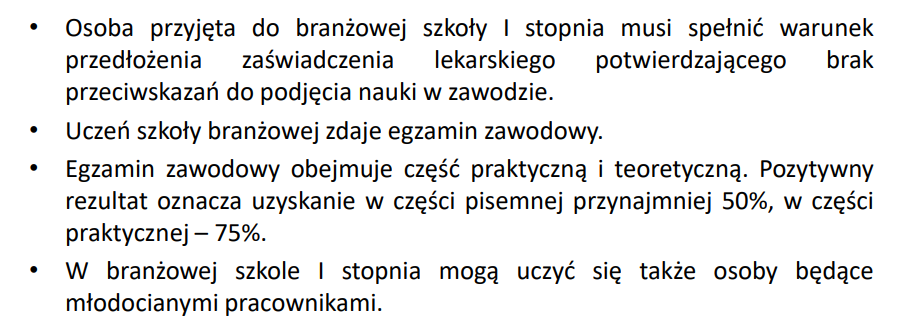 • Osoba przyjęta do branżowej szkoły I stopnia musi spełnić warunek
przedłożenia zaświadczenia lekarskiego potwierdzającego brak
przeciwskazań do podjęcia nauki w zawodzie.
• Uczeń szkoły branżowej zdaje egzamin zawodowy.
• Egzamin zawodowy obejmuje część praktyczną i teoretyczną. Pozytywny
rezultat oznacza uzyskanie w części pisemnej przynajmniej 50%, w części
praktycznej – 75%.
• W branżowej szkole I stopnia mogą uczyć się także osoby będące
młodocianymi pracownikami.